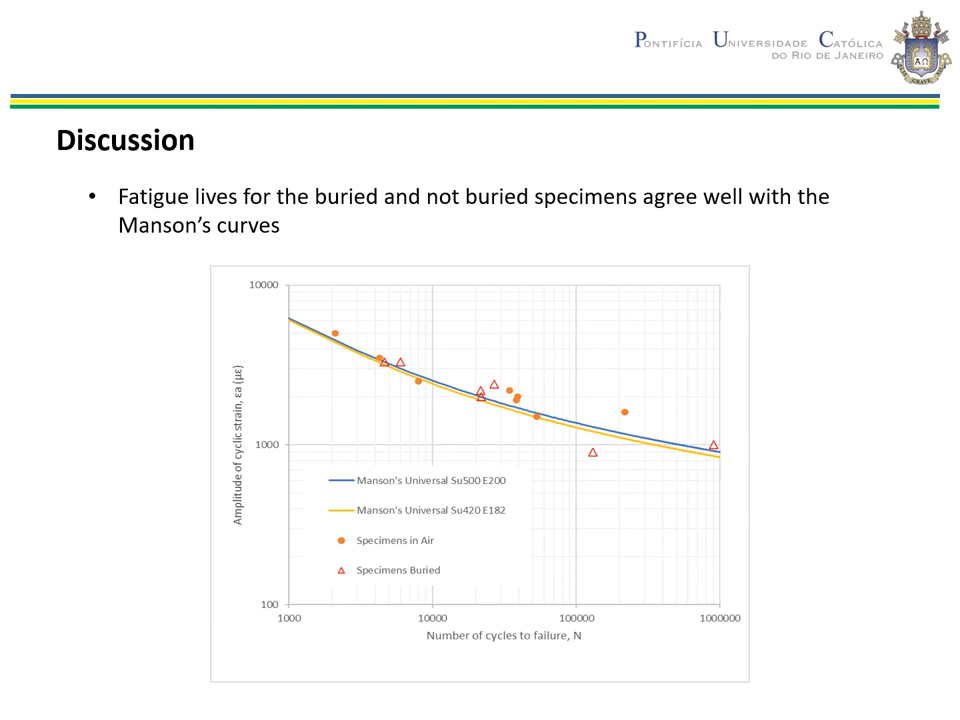 PONTIFÍCIA UNIVERSIDADE CATÓLICA
DO RIO DE JANEIRO
Discussion
• Fatigue lives for the buried and not buried specimens agree well with the
Manson’s curves
10000
1000
100
Amplitude of cyclic strain, εa (με)
Manson's Universal Su500 E200
Manson's Universal Su420 E182
Specimens in Air
Specimens Buried
1000 10000 100000 1000000
Number of cycles to failure, N